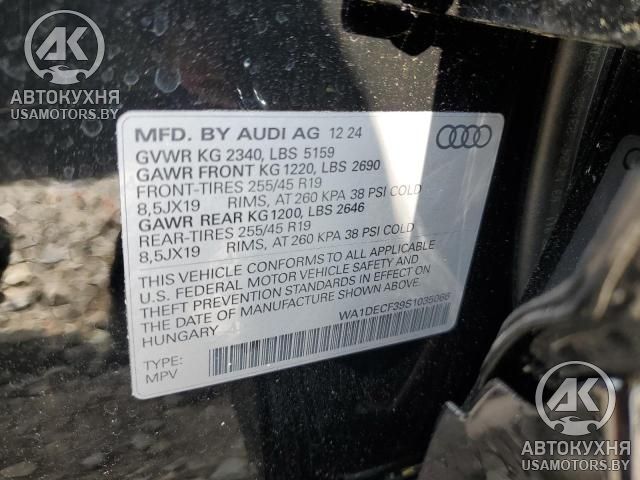 АК
АВТОКУХНЯ
USAMOTORS.BY
MFD. BY AUDI AG 12 24
GVWR KG 2340, LBS 5159
GAWR FRONT KG 1220, LBS 2690
FRONT-TIRES 255/45 R19
8,5JX19 RIMS, AT 260 KPA 38 PSI COLD
GAWR REAR KG 1200, LBS 2646
REAR-TIRES 255/45 R19
8,5JX19 RIMS, AT 260 KPA 38 PSI COLD
THIS VEHICLE CONFORMS TO ALL APPLICABLE
U.S. FEDERAL MOTOR VEHICLE SAFETY AND
THEFT PREVENTION STANDARDS IN EFFECT ON
THE DATE OF MANUFACTURE SHOWN ABOVE.
HUNGARY
WA1DECF39S1035066
TYPE:
MPV
АК
АВТОКУХНЯ
USAMOTORS.BY